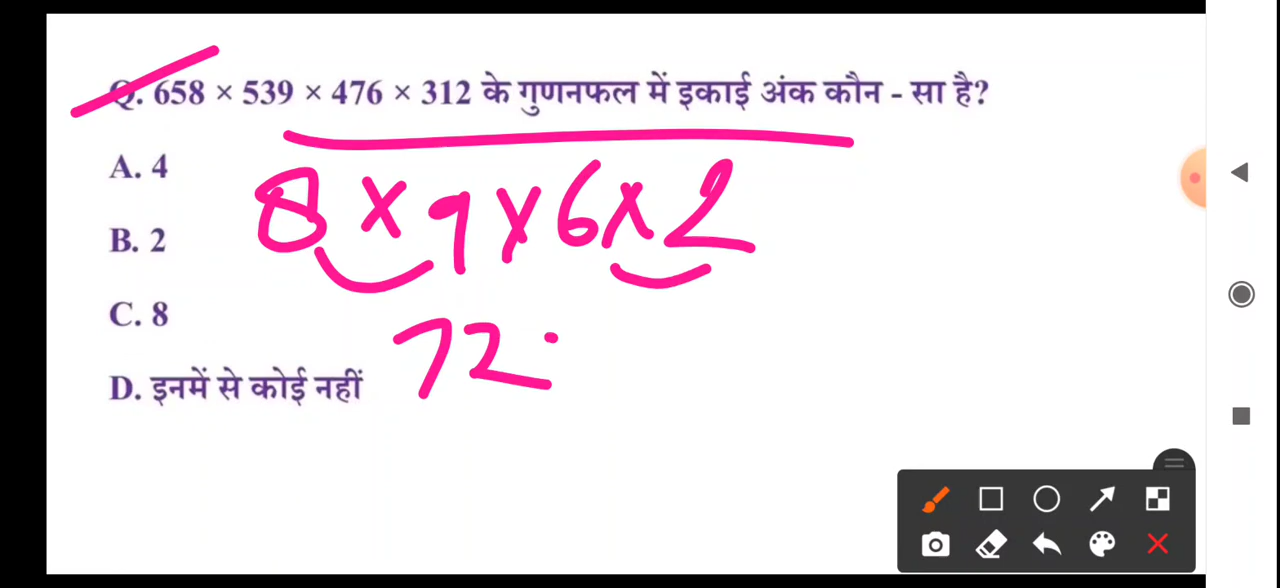 Q. 658 × 539 × 476 × 312 के गुणनफल में इकाई अंक कौन - सा है?
A. 4
8 × 9 × 6 × 2
B. 2
C. 8
72
D. इनमें से कोई नहीं